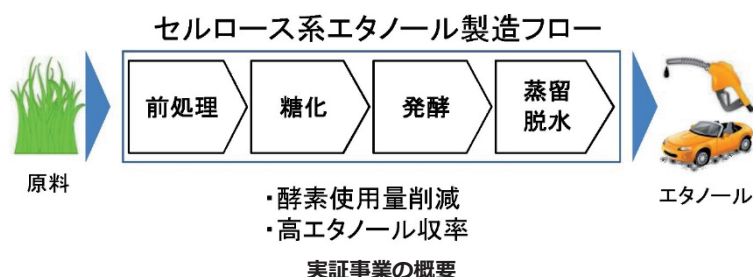 セルロース系エタノール製造フロー
前処理
糖化
発酵
蒸留
脱水
原料
エタノール
・酵素使用量削減
・高エタノール収率
実証事業の概要